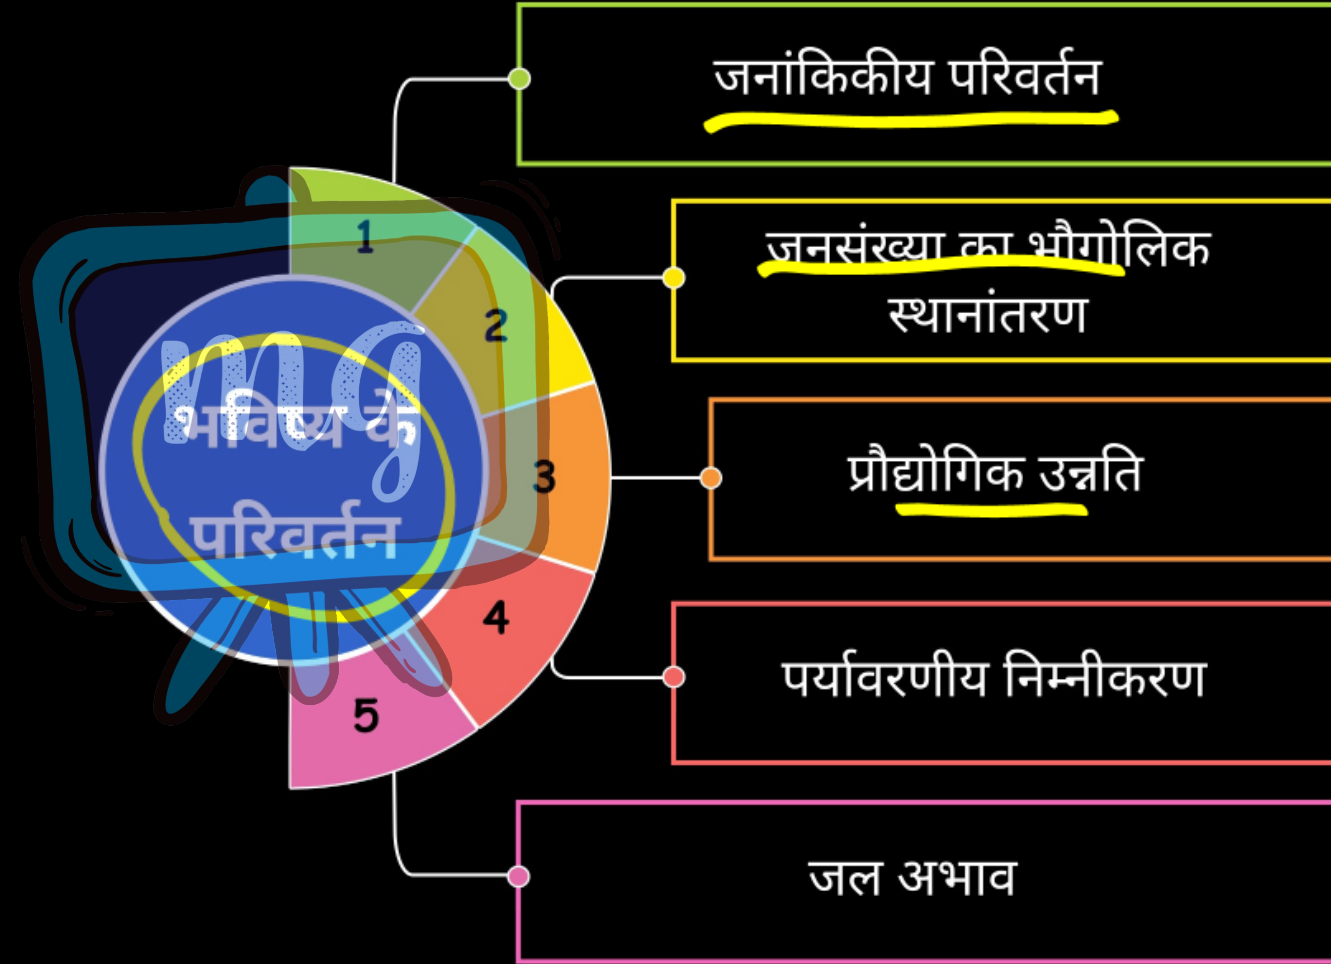 जनांकिकीय परिवर्तन
1
जनसंख्या का भौगोलिक
स्थानांतरण
2
mg
भविष्य के
परिवर्तन
प्रौद्योगिक उन्नति
3
पर्यावरणीय निम्नीकरण
4
5
जल अभाव